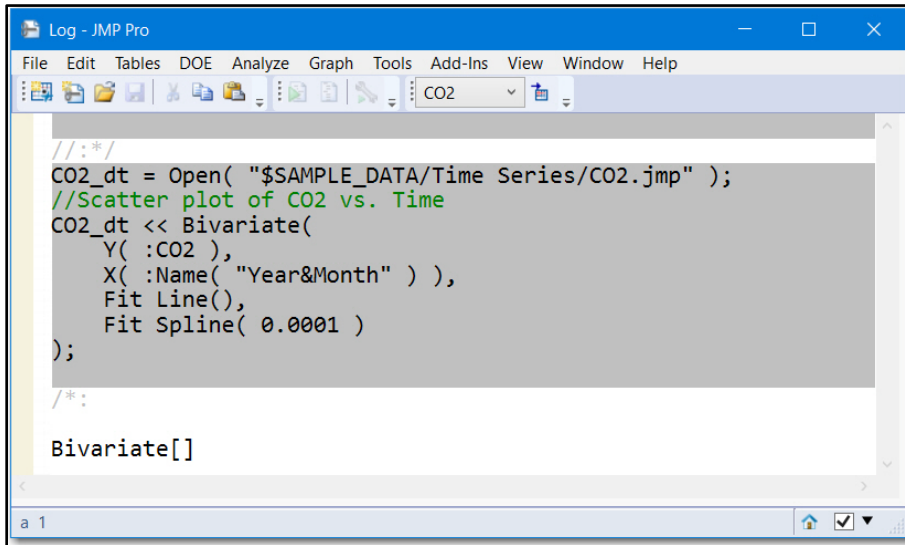 Log - JMP Pro
File Edit Tables DOE Analyze Graph Tools Add-Ins View Window Help
CO2
//:*/
CO2_dt = Open( "$SAMPLE_DATA/Time Series/CO2.jmp" );
//Scatter plot of CO2 vs. Time
CO2_dt << Bivariate(
    Y( :CO2 ),
    X( :Name( "Year&Month" ) ),
    Fit Line(),
    Fit Spline( 0.0001 )
);
/*:
Bivariate[]
a 1